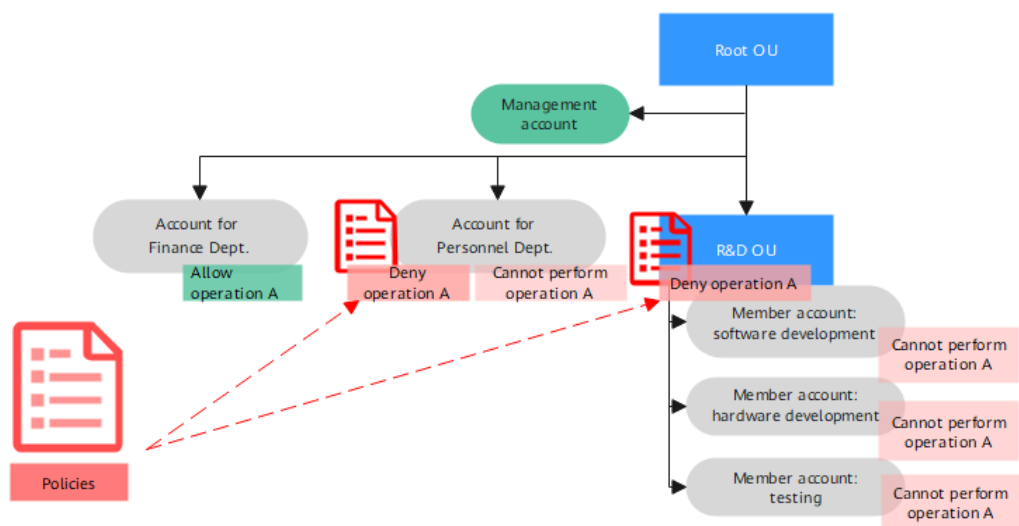 Root OU
Management
account
Account for
Finance Dept.
Allow
operation A
Deny
operation A
Account for
Personnel Dept.
Cannot perform
operation A
R&D OU
Deny operation A
Member account:
software development
Cannot perform
operation A
Member account:
hardware development
Cannot perform
operation A
Member account:
testing
Cannot perform
operation A
Policies